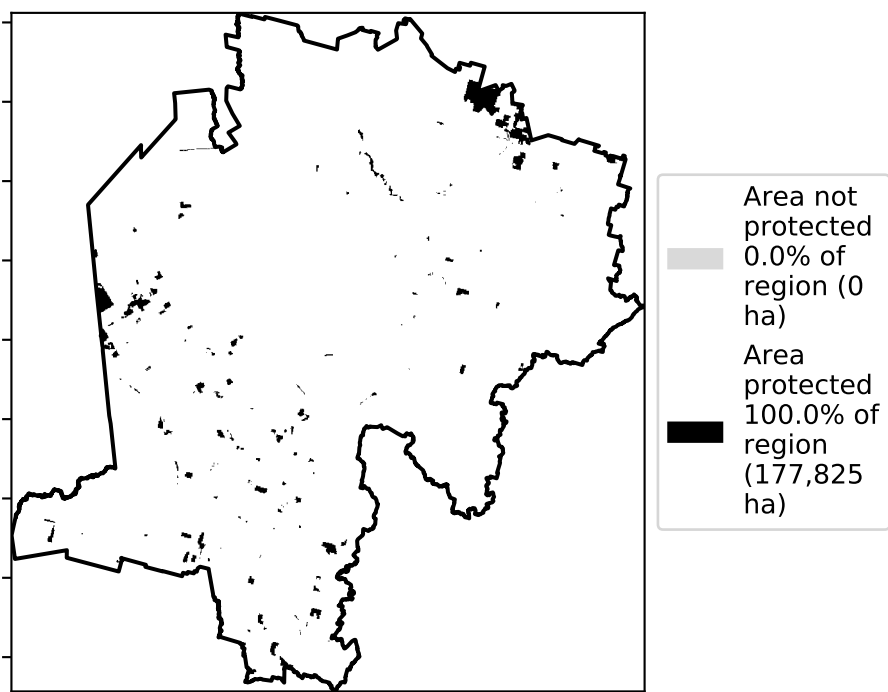 Area not
protected
0.0% of
region (0
ha)
Area
protected
100.0% of
region
(177,825
ha)